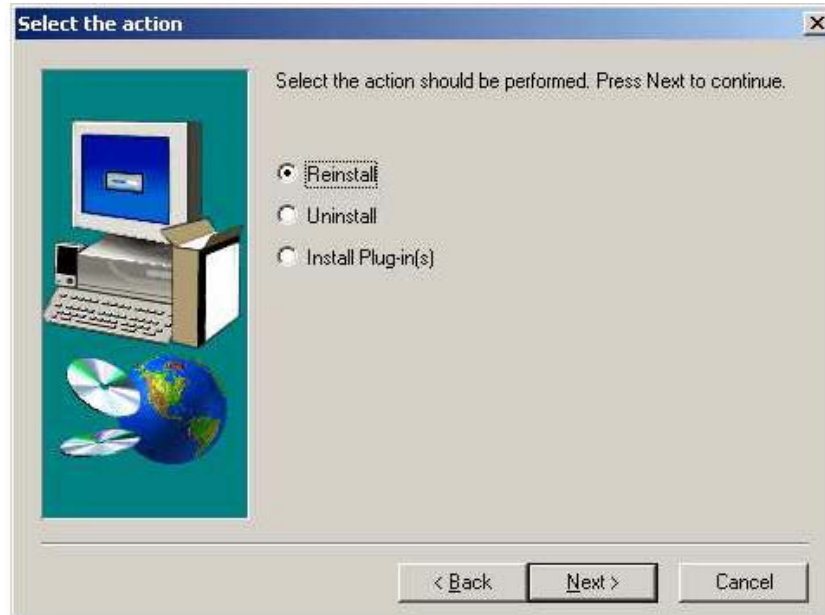 Select the action
Select the action should be performed. Press Next to continue.
Reinstall
Uninstall
Install Plug-in(s)
< Back Next > Cancel